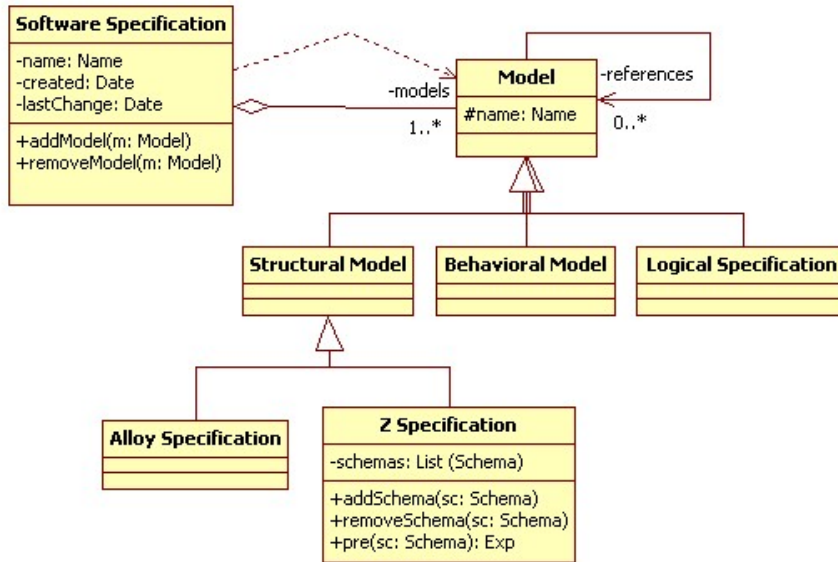 Software Specification
-name: Name
-created: Date
-lastChange: Date
+addModel(m: Model)
+removeModel(m: Model)
-models
1..*
Model
#name: Name
-references
0..*
Structural Model
Behavioral Model
Logical Specification
Alloy Specification
Z Specification
-schemas: List (Schema)
+addSchema(sc: Schema)
+removeSchema(sc: Schema)
+pre(sc: Schema): Exp